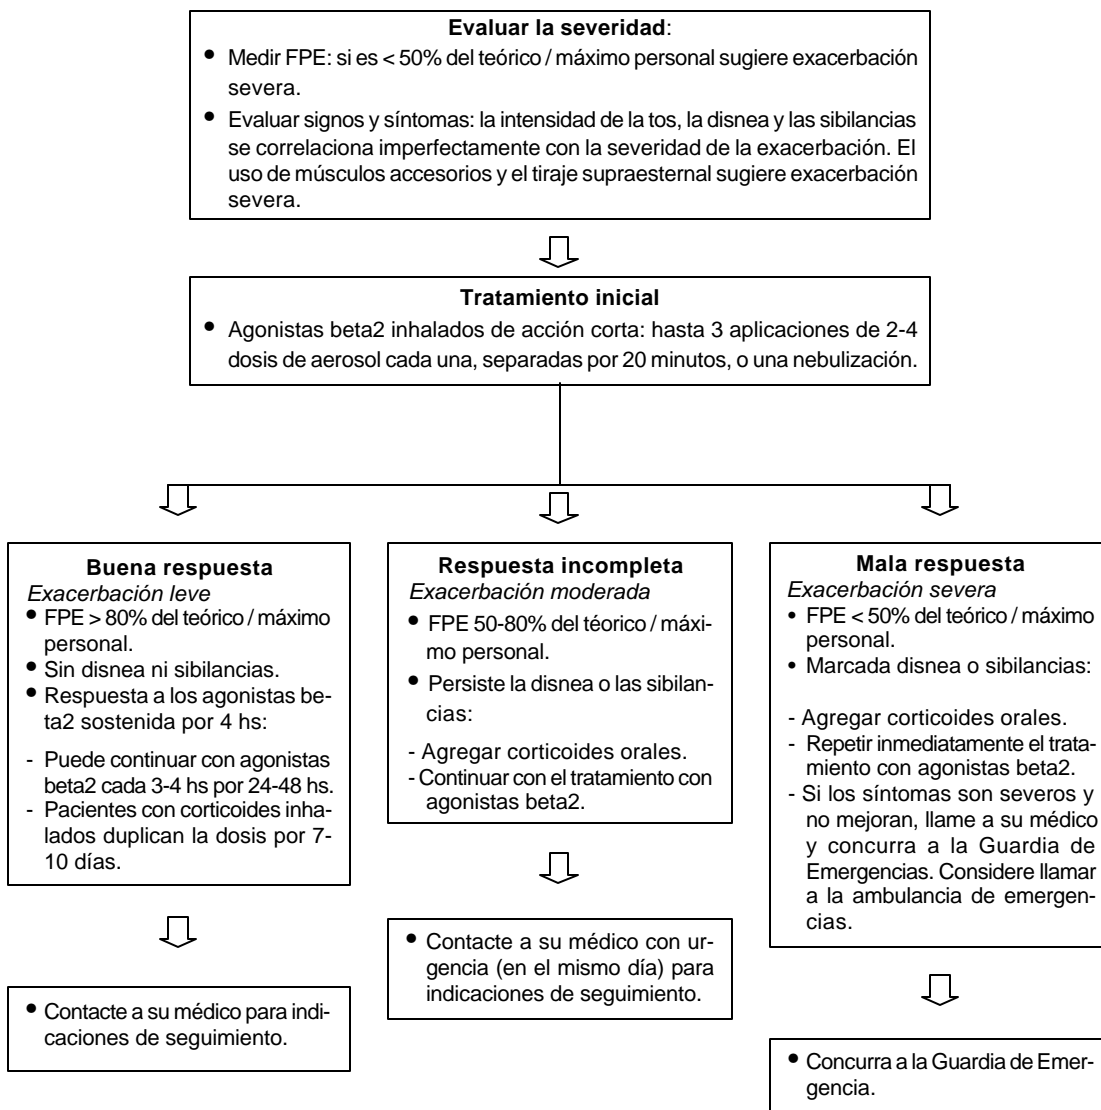 Evaluar la severidad:
• Medir FPE: si es < 50% del teórico / máximo personal sugiere exacerbación
severa.
• Evaluar signos y síntomas: la intensidad de la tos, la disnea y las sibilancias
se correlaciona imperfectamente con la severidad de la exacerbación. El
uso de músculos accesorios y el tiraje supraesternal sugiere exacerbación
severa.
Tratamiento inicial
• Agonistas beta2 inhalados de acción corta: hasta 3 aplicaciones de 2-4
dosis de aerosol cada una, separadas por 20 minutos, o una nebulización.
Buena respuesta
Exacerbación leve
• FPE > 80% del teórico / máximo
personal.
• Sin disnea ni sibilancias.
• Respuesta a los agonistas be-
ta2 sostenida por 4 hs:
- Puede continuar con agonistas
beta2 cada 3-4 hs por 24-48 hs.
- Pacientes con corticoides inha-
lados duplican la dosis por 7-
10 días.
• Contacte a su médico para indi-
caciones de seguimiento.
Respuesta incompleta
Exacerbación moderada
• FPE 50-80% del téorico / máxi-
mo personal.
• Persiste la disnea o las sibilan-
cias:
- Agregar corticoides orales.
- Continuar con el tratamiento con
agonistas beta2.
• Contacte a su médico con ur-
gencia (en el mismo día) para
indicaciones de seguimiento.
Mala respuesta
Exacerbación severa
• FPE < 50% del teórico / máximo
personal.
• Marcada disnea o sibilancias:
- Agregar corticoides orales.
- Repetir inmediatamente el trata-
miento con agonistas beta2.
- Si los síntomas son severos y
no mejoran, llame a su médico
y concurra a la Guardia de
Emergencias. Considere llamar
a la ambulancia de emergen-
cias.
• Concurra a la Guardia de Emer-
gencia.